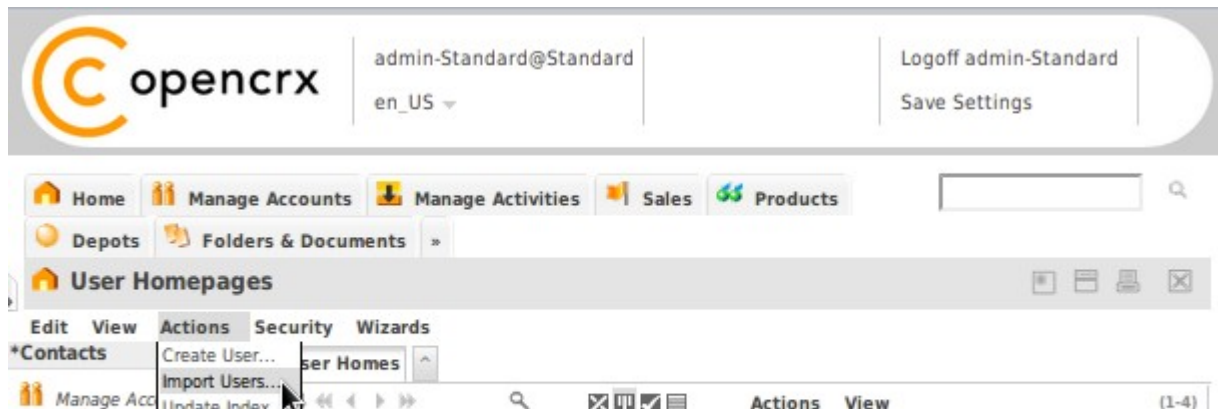 opencrx
admin-Standard@Standard
en_US
Logoff admin-Standard
Save Settings
Home Manage Accounts Manage Activities Sales Products
Depots Folders & Documents »
User Homepages
Edit View Actions Security Wizards
*Contacts
Create User...
ser Homes
Import Users...
Manage Acc
Update Index
Actions View (1-4)